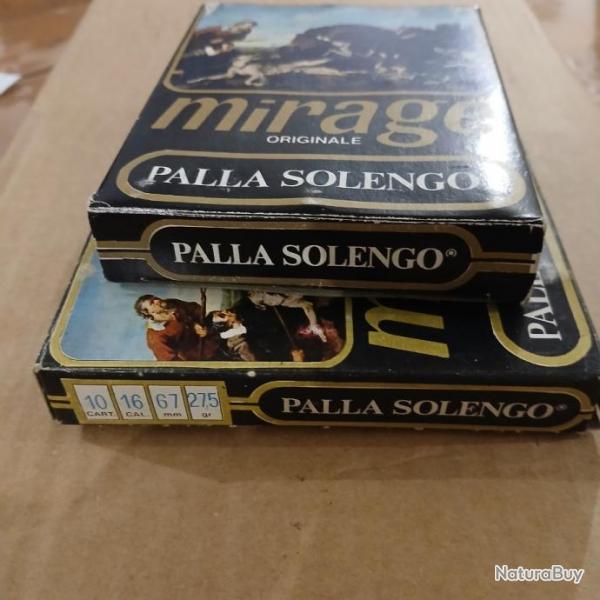 mirage
ORIGINALE
PALLA SOLENGO
PALLA SOLENGO®
10 16 67 27,5
CART. CAL. mm gr
PALLA SOLENGO®
NaturaBuy